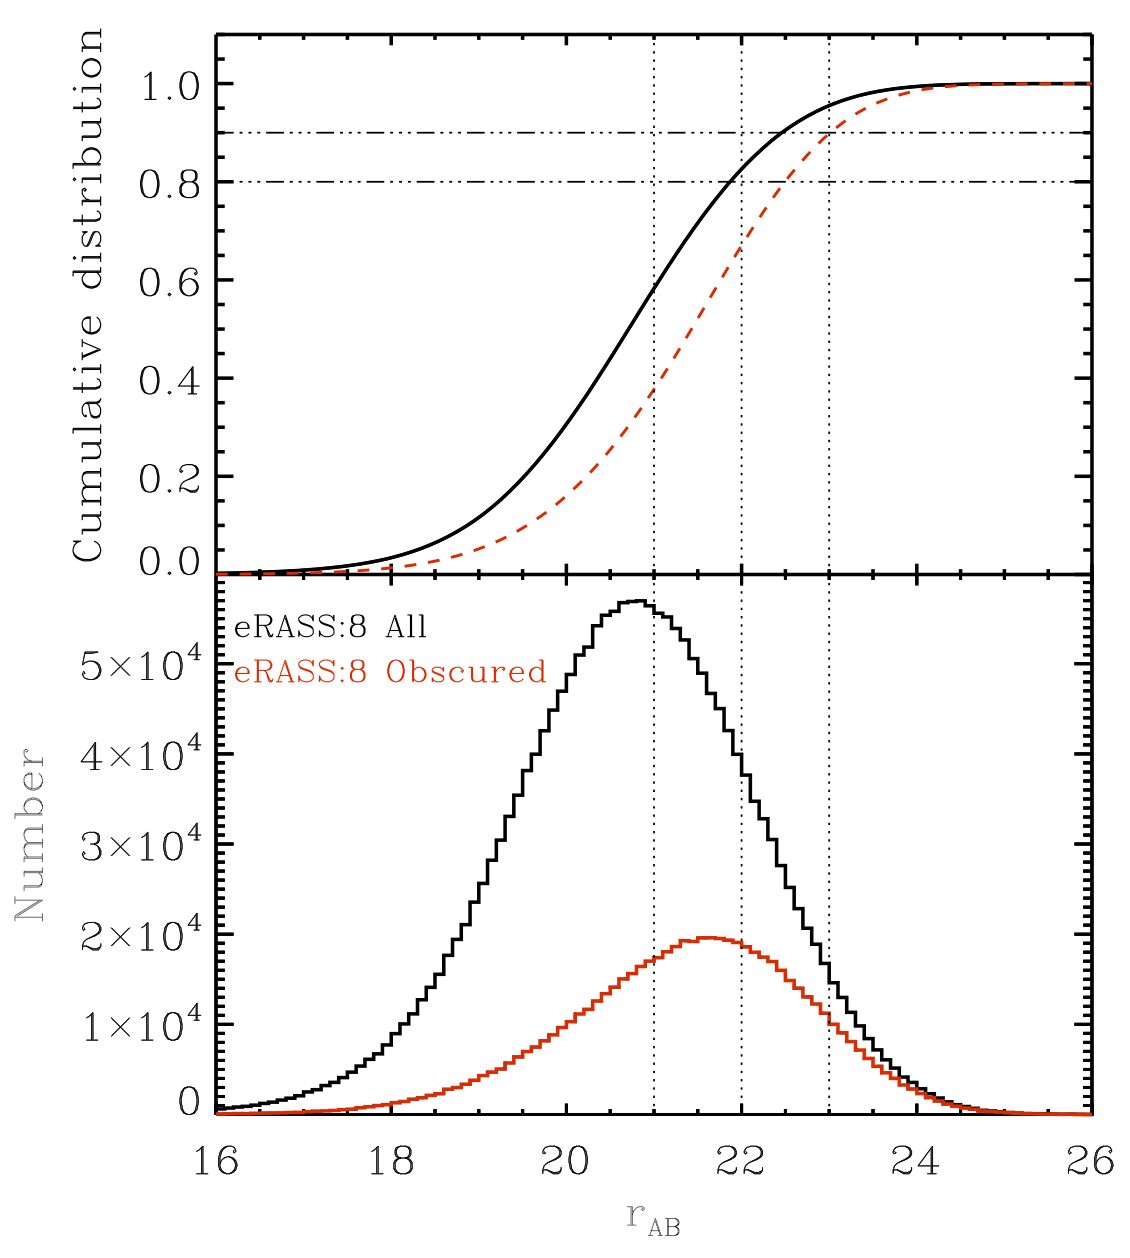 Cumulative distribution
1.0
0.8
0.6
0.4
0.2
0.0
eRASS:8 All
eRASS:8 Obscured
Number
5×10⁴
4×10⁴
3×10⁴
2×10⁴
1×10⁴
0
16 18 20 22 24 26
r_AB